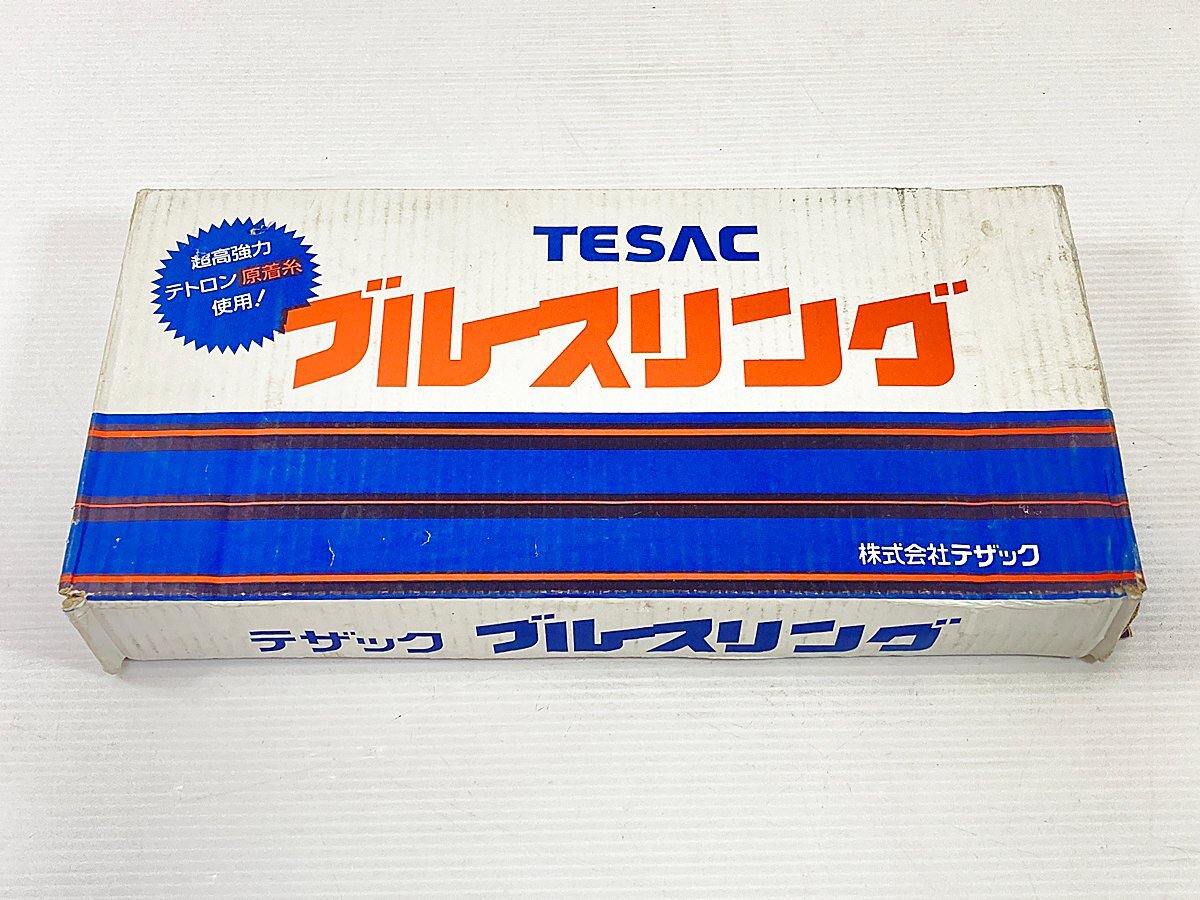 超高強力
テトロン原着糸
使用!
TESAC
ブルースリング
株式会社テザック
テザック ブルースリング